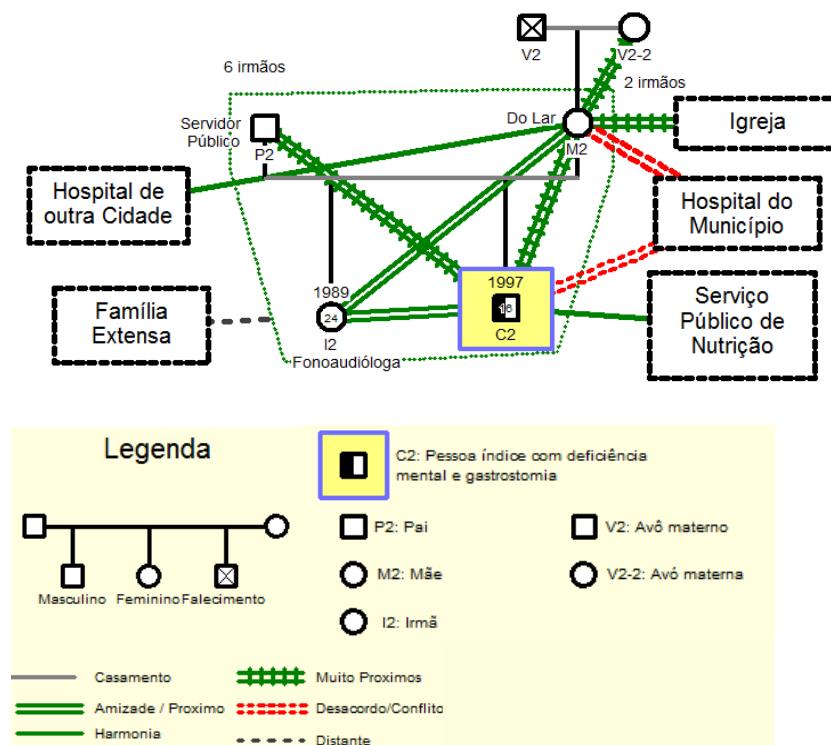 V2
V2-2
6 irmãos
2 irmãos
Servidor
Público
P2
Do Lar
M2
Igreja
Hospital de
outra Cidade
Hospital do
Município
Família
Extensa
1989
24
I2
Fonoaudióloga
1997
16
C2
Serviço
Público de
Nutrição
Legenda
C2: Pessoa índice com deficiência
mental e gastrostomia
P2: Pai
V2: Avô materno
M2: Mãe
V2-2: Avó materna
I2: Irmã
Masculino
Feminino
Falecimento
Casamento
Muito Proximos
Amizade / Proximo
Desacordo/Conflito
Harmonia
Distante